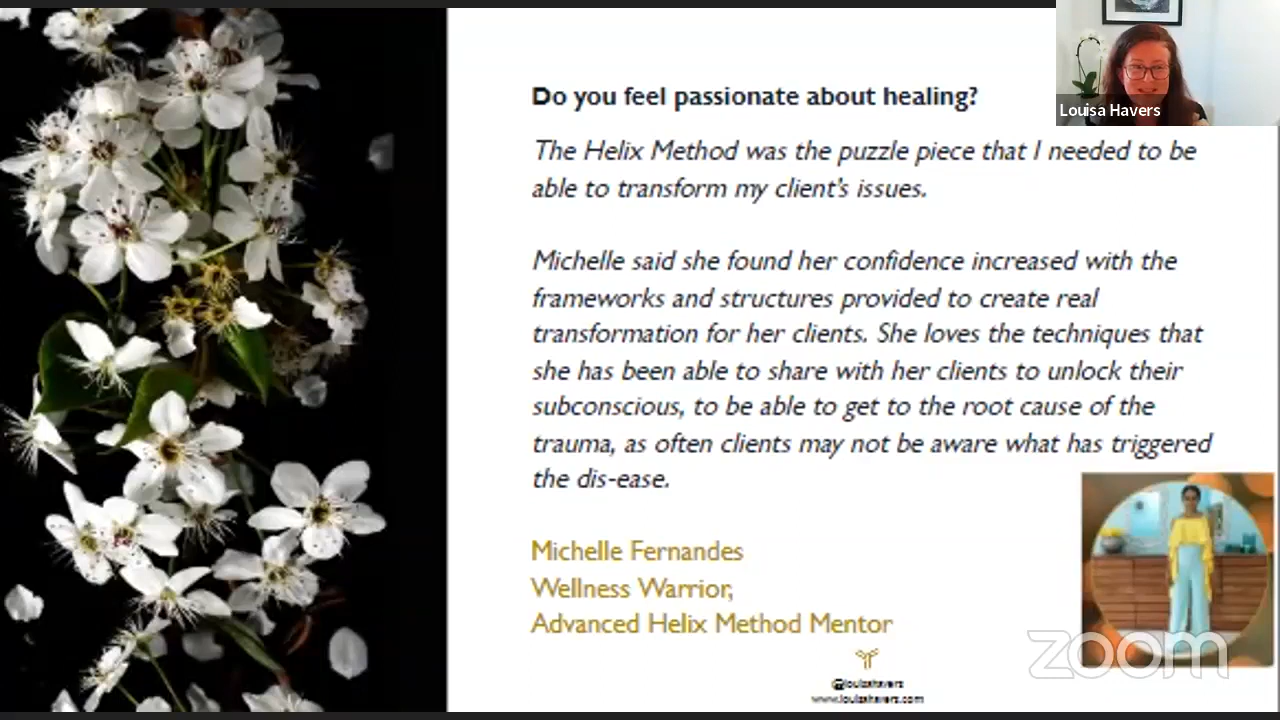 Do you feel passionate about healing?
Louisa Havers
The Helix Method was the puzzle piece that I needed to be
able to transform my client's issues.
Michelle said she found her confidence increased with the
frameworks and structures provided to create real
transformation for her clients. She loves the techniques that
she has been able to share with her clients to unlock their
subconscious, to be able to get to the root cause of the
trauma, as often clients may not be aware what has triggered
the dis-ease.
Michelle Fernandes
Wellness Warrior,
Advanced Helix Method Mentor
zoom
@louisahavers
www.louisahavers.com